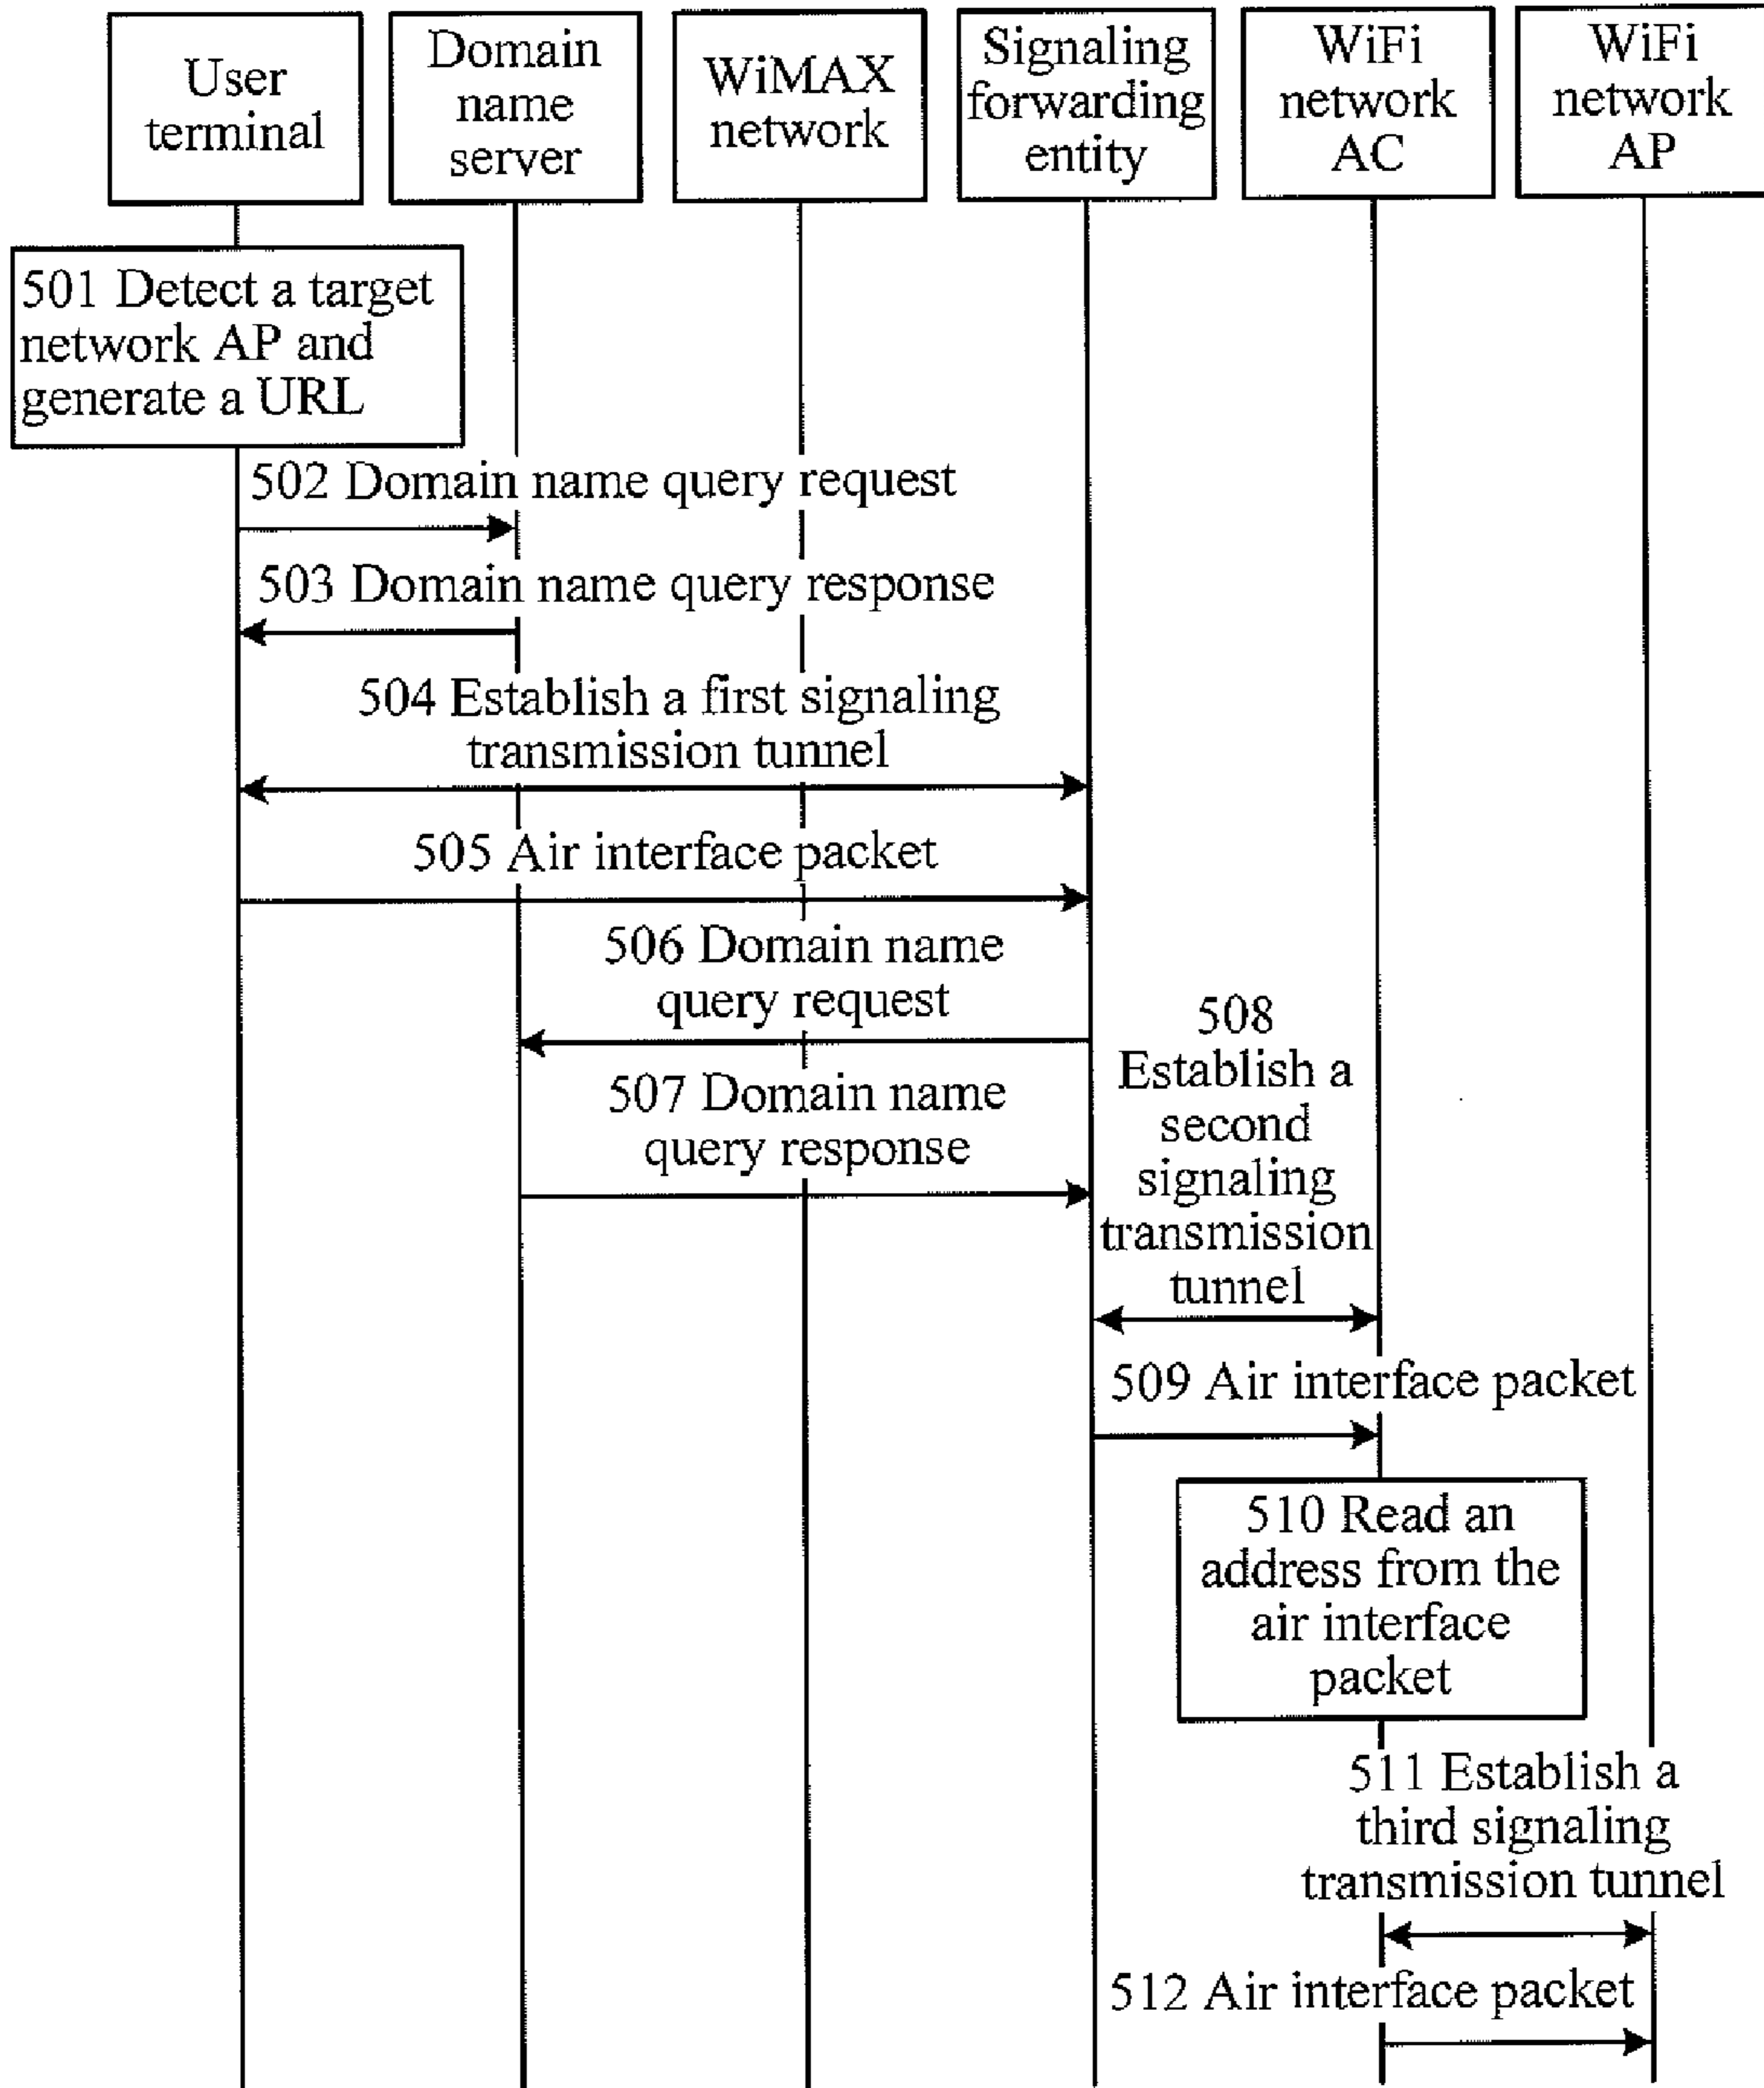 User
terminal
Domain
name
server
WiMAX
network
Signaling
forwarding
entity
WiFi
network
AC
WiFi
network
AP
501 Detect a target
network AP and
generate a URL
502 Domain name query request
503 Domain name query response
504 Establish a first signaling
transmission tunnel
505 Air interface packet
506 Domain name
query request
507 Domain name
query response
508
Establish a
second
signaling
transmission
tunnel
509 Air interface packet
510 Read an
address from the
air interface
packet
511 Establish a
third signaling
transmission tunnel
512 Air interface packet